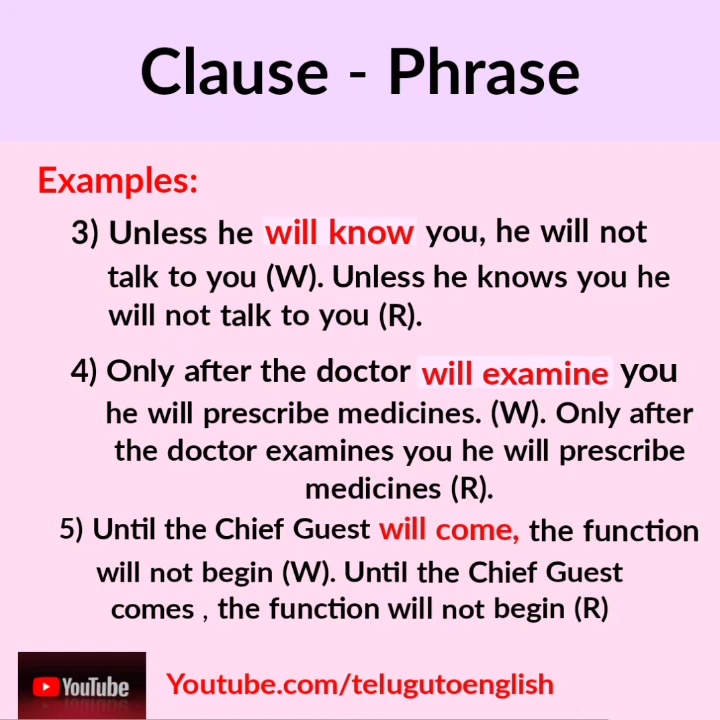 Clause - Phrase
Examples:
3) Unless he will know you, he will not
talk to you (W). Unless he knows you he
will not talk to you (R).
4) Only after the doctor will examine you
he will prescribe medicines. (W). Only after
the doctor examines you he will prescribe
medicines (R).
5) Until the Chief Guest will come, the function
will not begin (W). Until the Chief Guest
comes , the function will not begin (R)
YouTube Youtube.com/telugutoenglish